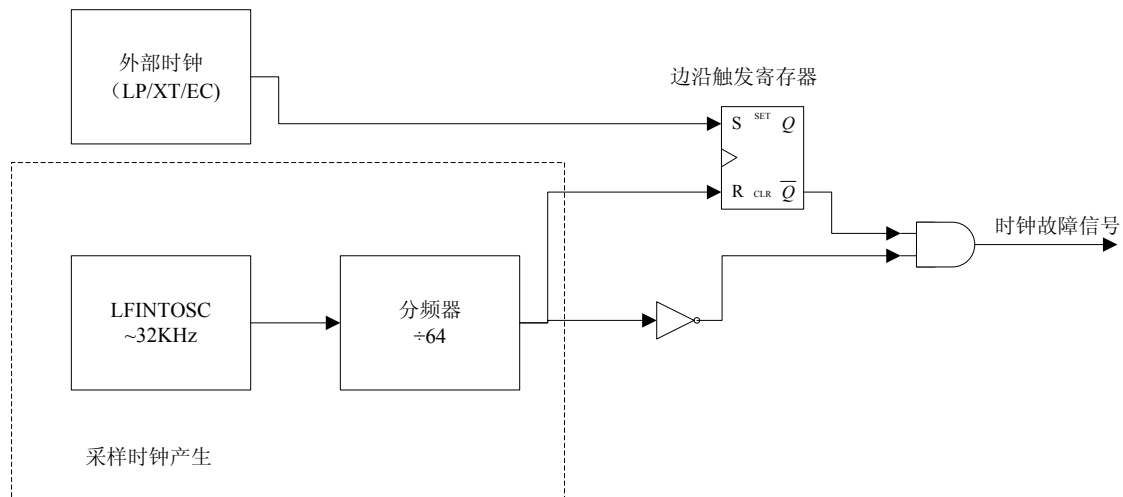 外部时钟
（LP/XT/EC)
边沿触发寄存器
S SET Q
R CLR Q̅
时钟故障信号
LFINTOSC
~32KHz
分频器
÷64
采样时钟产生